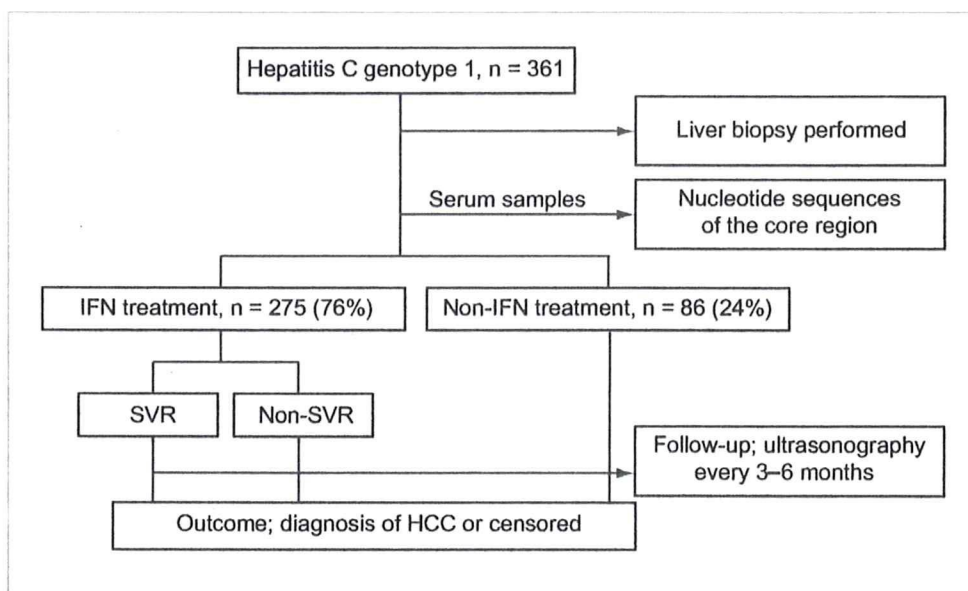 Hepatitis C genotype 1, n = 361
Liver biopsy performed
Serum samples
Nucleotide sequences
of the core region
IFN treatment, n = 275 (76%)
Non-IFN treatment, n = 86 (24%)
SVR
Non-SVR
Follow-up; ultrasonography
every 3–6 months
Outcome; diagnosis of HCC or censored